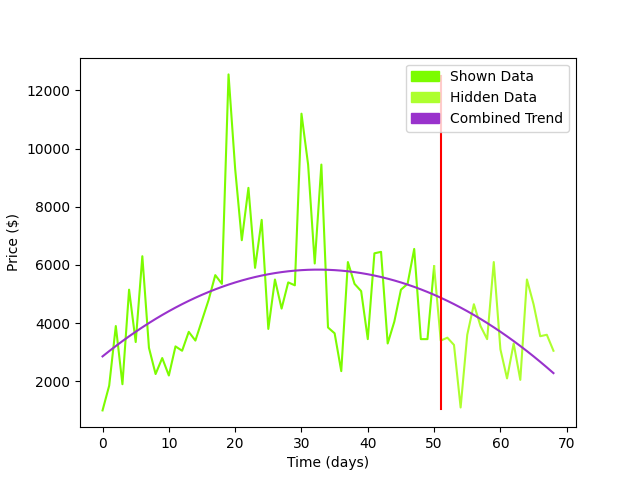 Shown Data
Hidden Data
Combined Trend
12000
10000
8000
6000
4000
2000
Price ($)
0 10 20 30 40 50 60 70
Time (days)